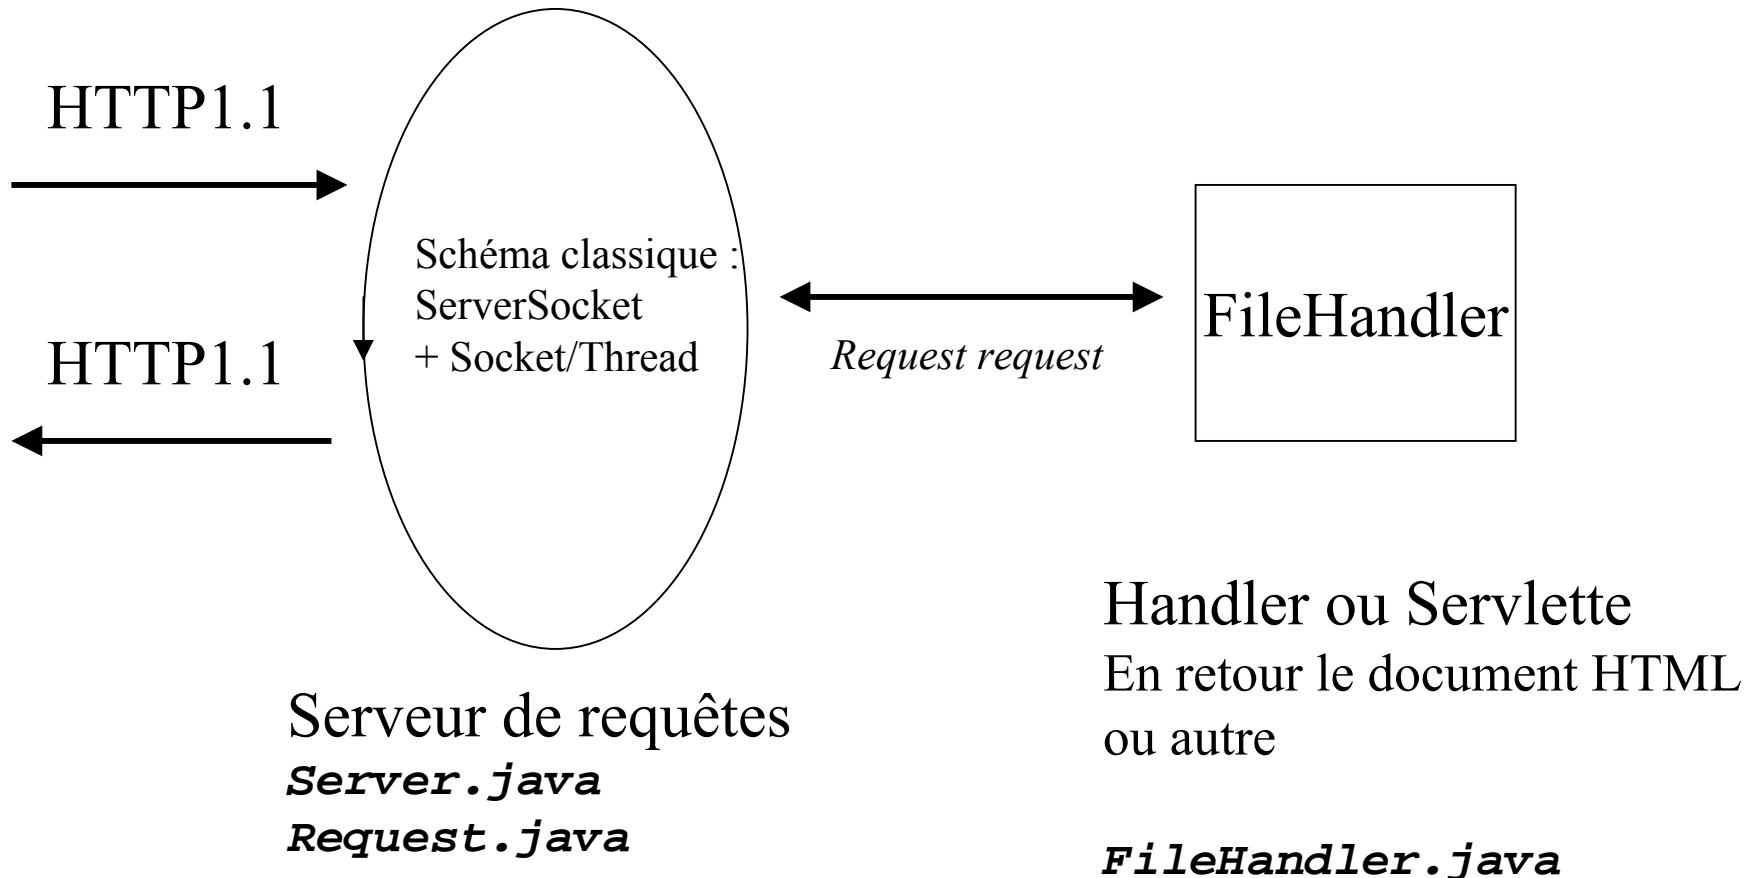 HTTP1.1
Schéma classique :
ServerSocket
+ Socket/Thread
HTTP1.1
Request request
FileHandler
Serveur de requêtes
Server.java
Request.java
Handler ou Servlette
En retour le document HTML
ou autre
FileHandler.java